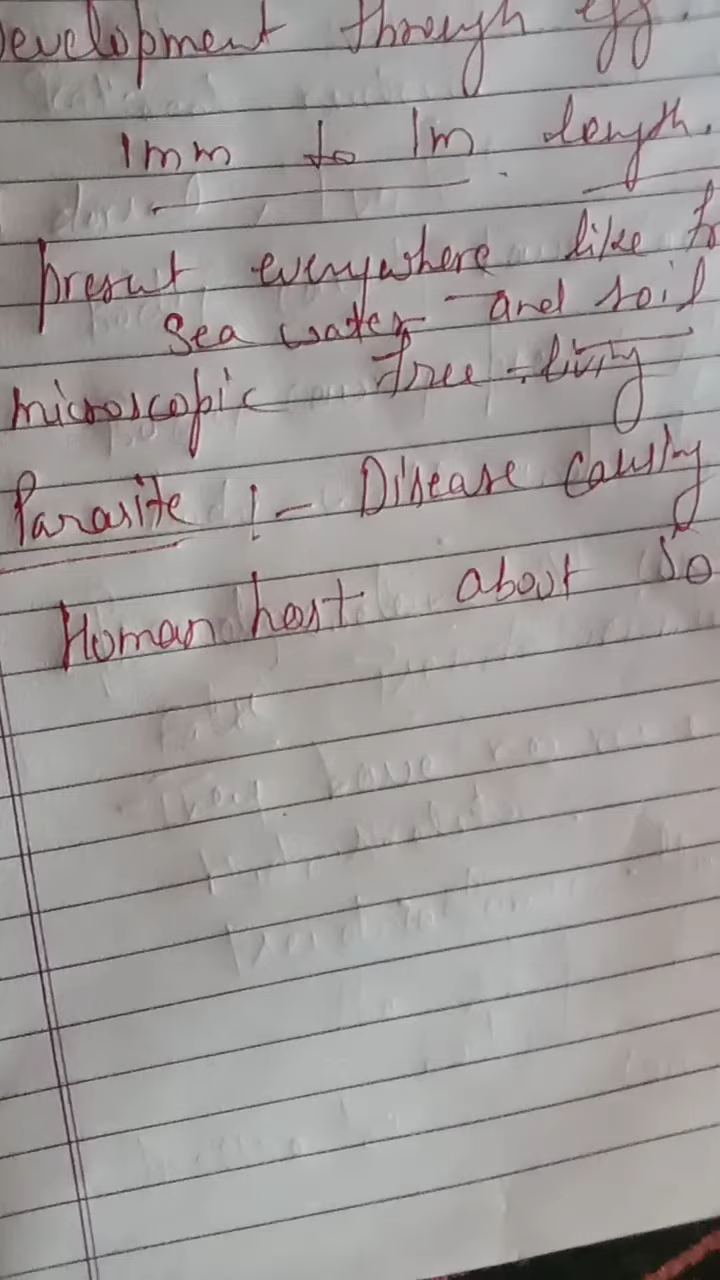 Development through egg.
1mm to 1m length.
present everywhere like
Sea water and soil
microscopic free-living
Parasite :- Disease causing
Human host about 50